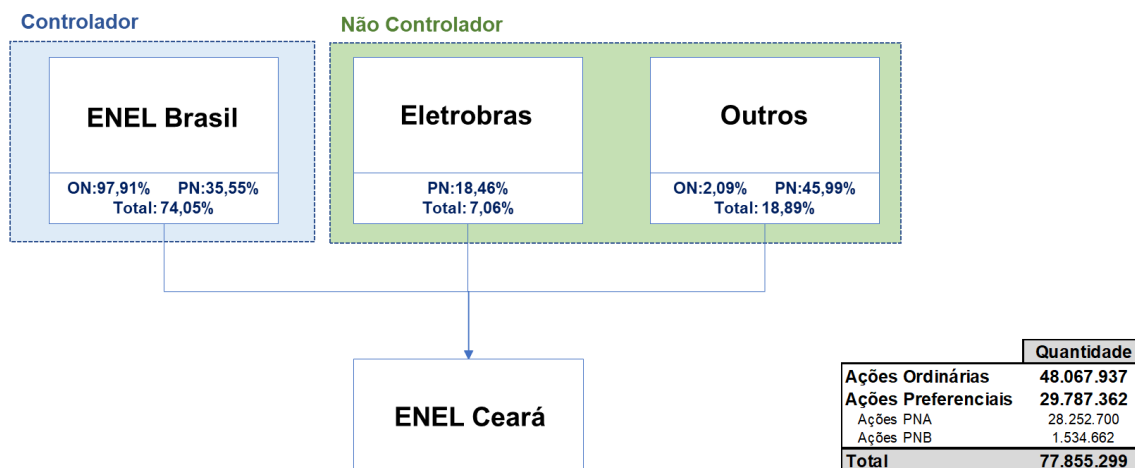 Controlador
Não Controlador
ENEL Brasil
ON:97,91% PN:35,55%
Total: 74,05%
Eletrobras
PN:18,46%
Total: 7,06%
Outros
ON:2,09% PN:45,99%
Total: 18,89%
ENEL Ceará
Quantidade
Ações Ordinárias 48.067.937
Ações Preferenciais 29.787.362
Ações PNA 28.252.700
Ações PNB 1.534.662
Total 77.855.299